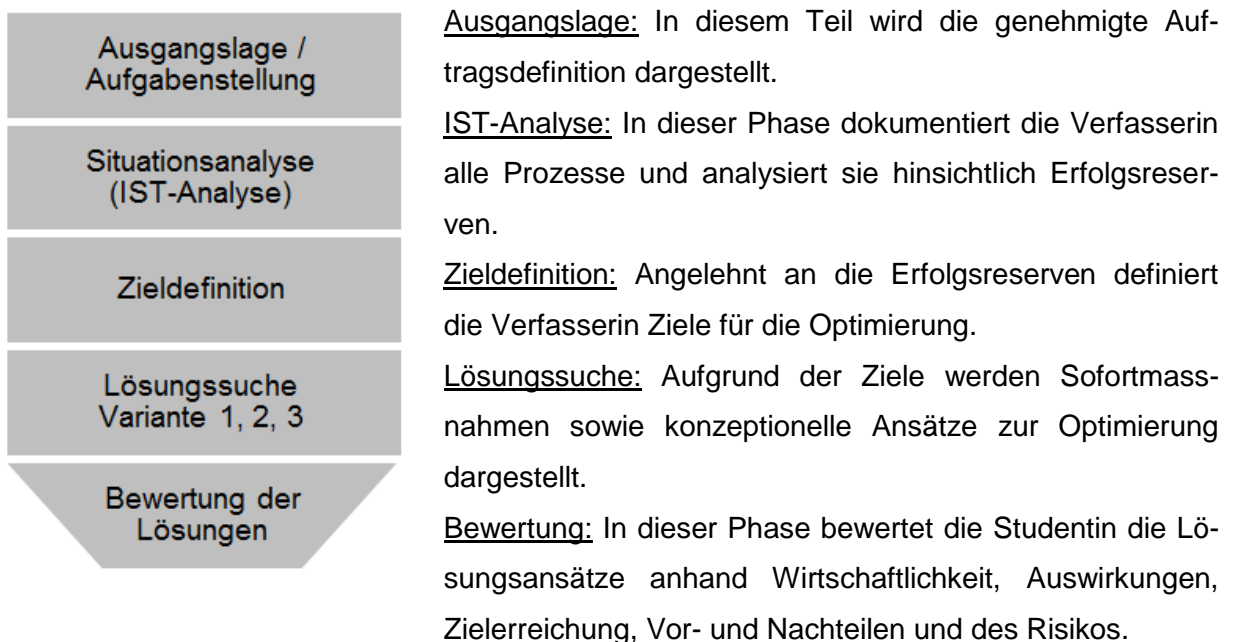 Ausgangslage /
Aufgabenstellung
Situationsanalyse
(IST-Analyse)
Zieldefinition
Lösungssuche
Variante 1, 2, 3
Bewertung der
Lösungen
Ausgangslage: In diesem Teil wird die genehmigte Auf-
tragsdefinition dargestellt.
IST-Analyse: In dieser Phase dokumentiert die Verfasserin
alle Prozesse und analysiert sie hinsichtlich Erfolgsreser-
ven.
Zieldefinition: Angelehnt an die Erfolgsreserven definiert
die Verfasserin Ziele für die Optimierung.
Lösungssuche: Aufgrund der Ziele werden Sofortmass-
nahmen sowie konzeptionelle Ansätze zur Optimierung
dargestellt.
Bewertung: In dieser Phase bewertet die Studentin die Lö-
sungsansätze anhand Wirtschaftlichkeit, Auswirkungen,
Zielerreichung, Vor- und Nachteilen und des Risikos.